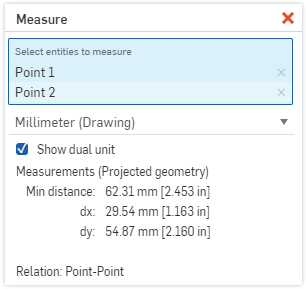 Measure
Select entities to measure
Point 1
Point 2
Millimeter (Drawing)
Show dual unit
Measurements (Projected geometry)
Min distance: 62.31 mm [2.453 in]
dx: 29.54 mm [1.163 in]
dy: 54.87 mm [2.160 in]
Relation: Point-Point